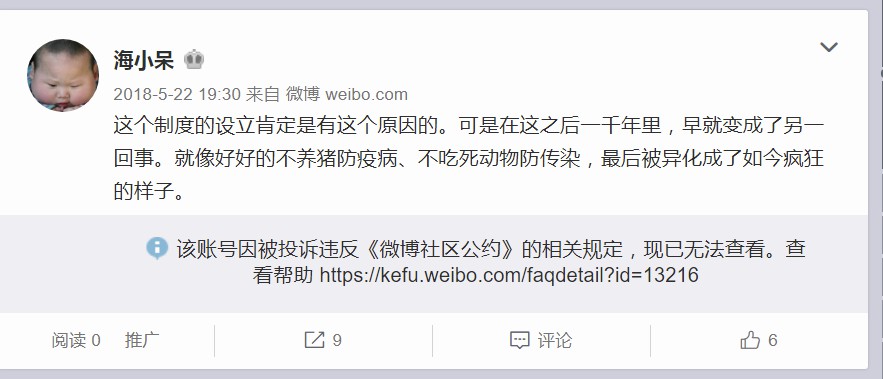 海小呆
2018-5-22 19:30 来自 微博 weibo.com
这个制度的设立肯定是有这个原因的。可是在这之后一千年里，早就变成了另一
回事。就像好好的不养猪防疫病、不吃死动物防传染，最后被异化成了如今疯狂
的样子。
该账号因被投诉违反《微博社区公约》的相关规定，现已无法查看。查
看帮助 https://kefu.weibo.com/faqdetail?id=13216
阅读 0 推广 9 评论 6